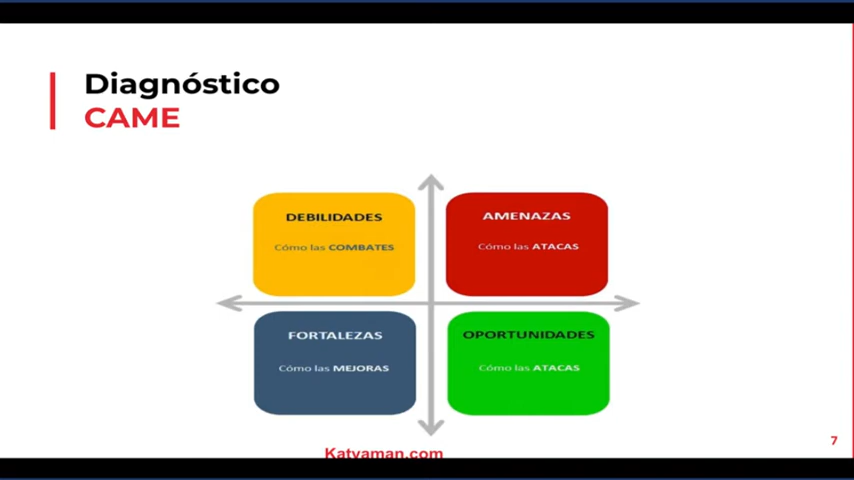 Diagnóstico
CAME
DEBILIDADES
Cómo las COMBATES
AMENAZAS
Cómo las ATACAS
FORTALEZAS
Cómo las MEJORAS
OPORTUNIDADES
Cómo las ATACAS
Katyaman.com
7